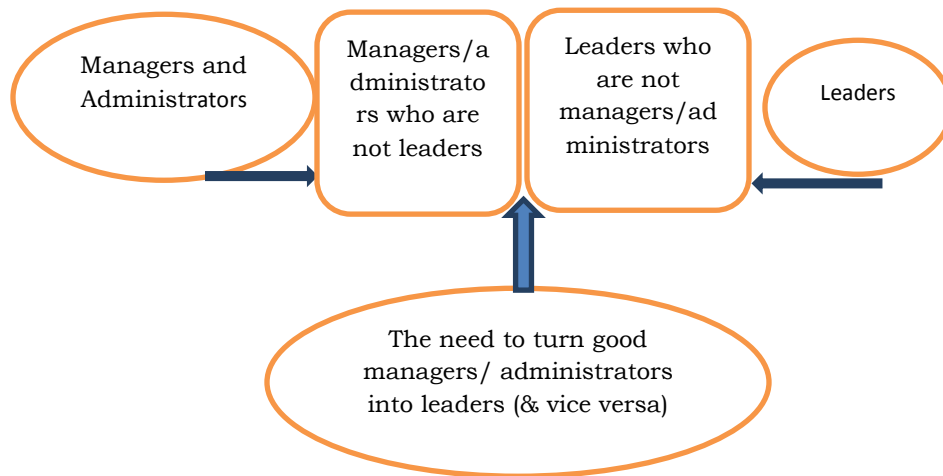 Managers and
Administrators
Managers/a
dministrato
rs who are
not leaders
Leaders who
are not
managers/ad
ministrators
Leaders
The need to turn good
managers/ administrators
into leaders (& vice versa)